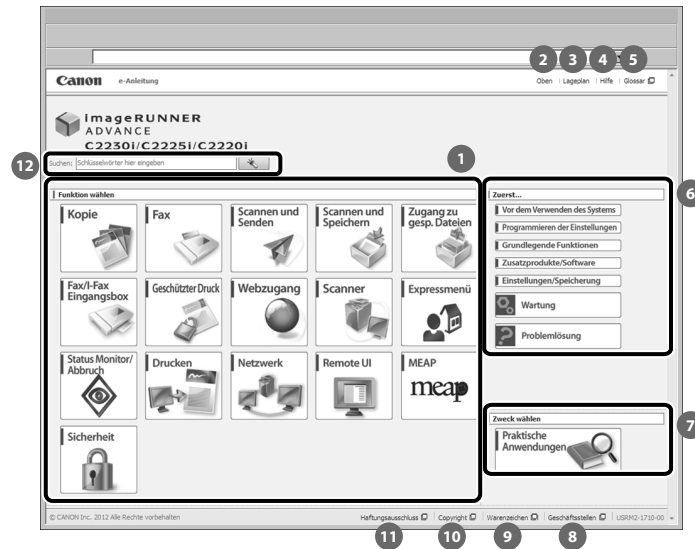 2 3 4 5
Canon e-Anleitung
Oben Lageplan Hilfe Glossar
imageRUNNER
ADVANCE
C2230i/C2225i/C2220i
12
Suchen: Schlüsselwörter hier eingeben
1
Funktion wählen
Kopie
Fax
Scannen und
Senden
Scannen und
Speichern
Zugang zu
gesp. Dateien
Fax/I-Fax
Eingangsbox
Geschützter Druck
Webzugang
Scanner
Expressmenü
Status Monitor/
Abbruch
Drucken
Netzwerk
Remote UI
MEAP
meap
Sicherheit
6
Zuerst...
Vor dem Verwenden des Systems
Programmieren der Einstellungen
Grundlegende Funktionen
Zusatzprodukte/Software
Einstellungen/Speicherung
Wartung
Problemlösung
7
Zweck wählen
Praktische
Anwendungen
© CANON Inc. 2012 Alle Rechte vorbehalten
Haftungsausschluss Copyright Warenzeichen Geschäftsstellen USRM2-1710-00
11 10 9 8